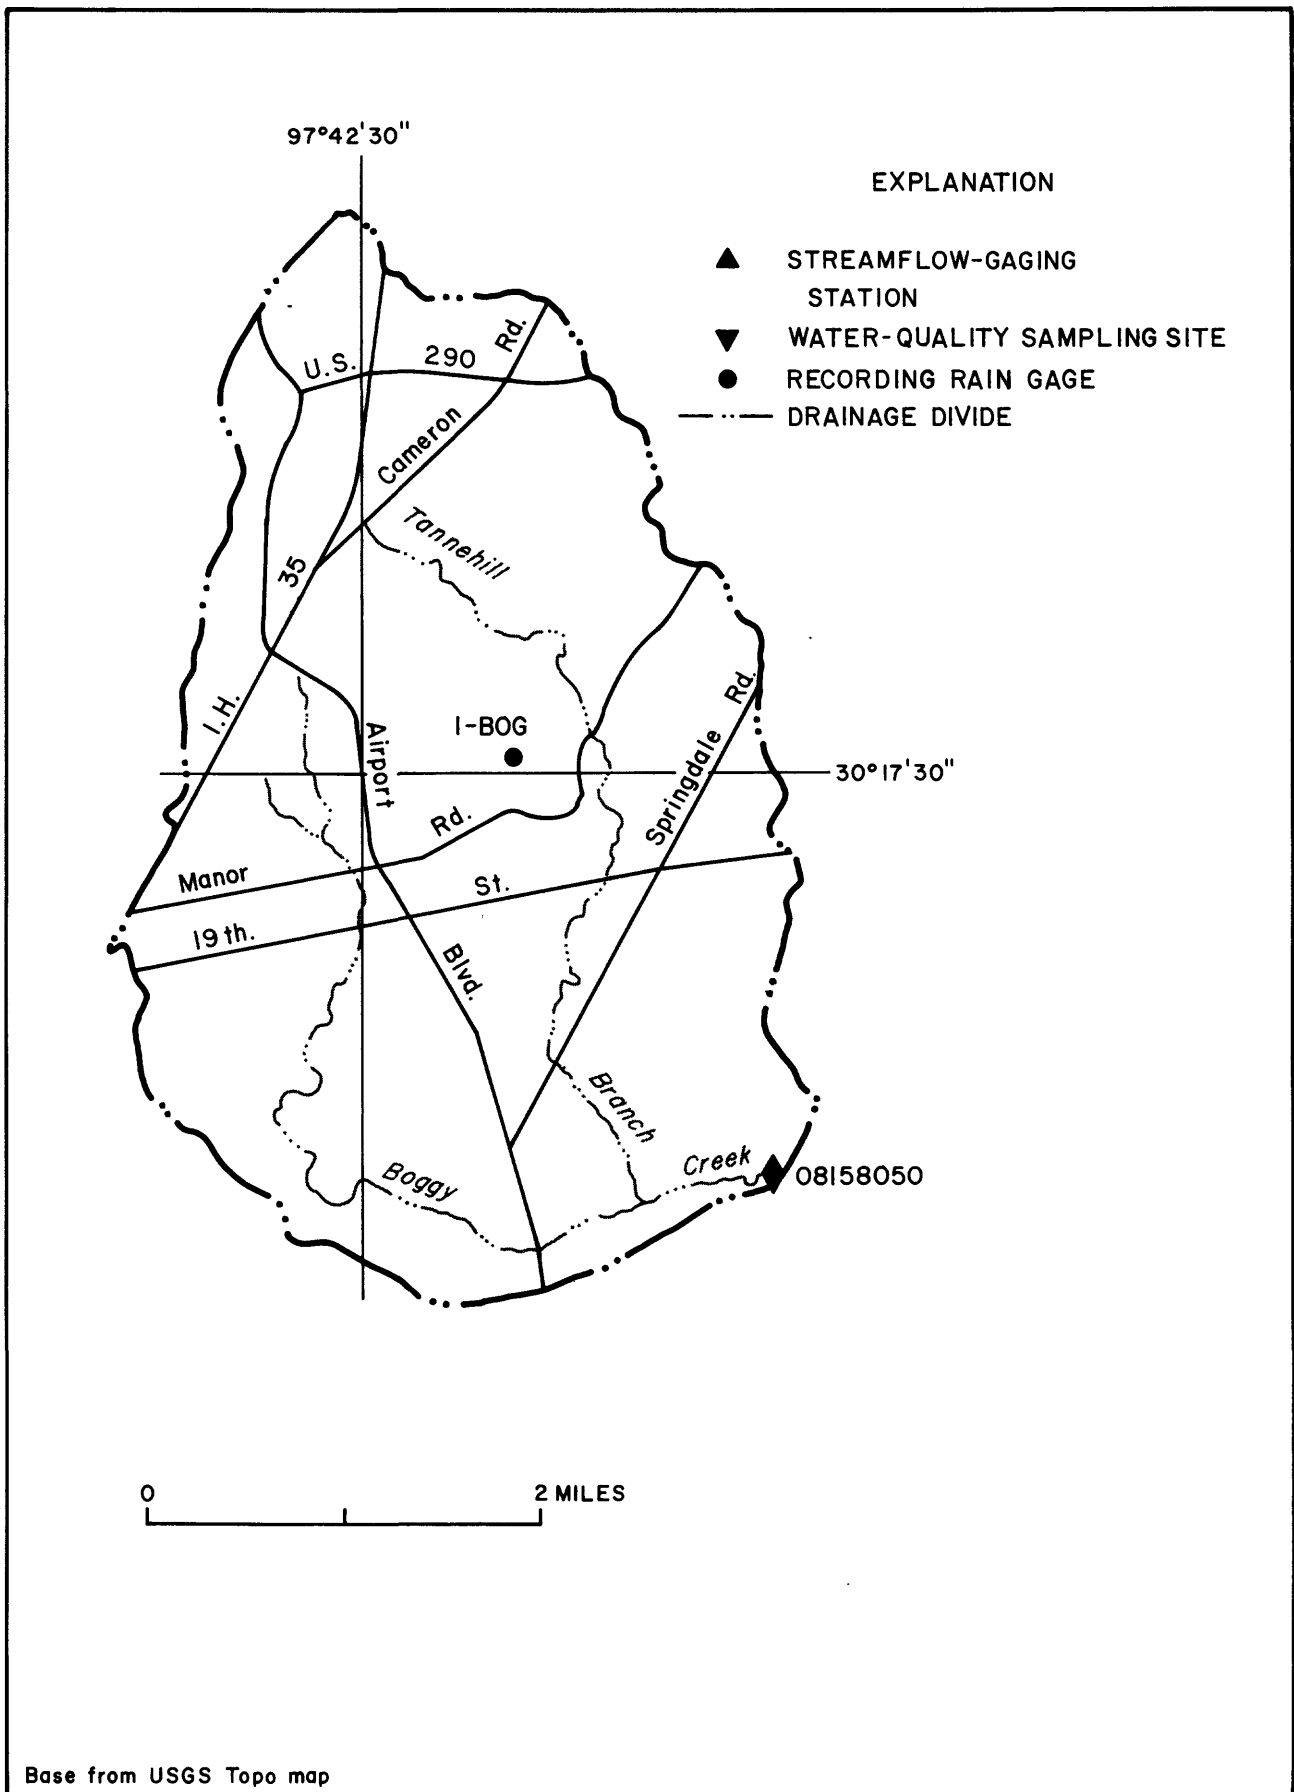 97°42'30"
EXPLANATION
STREAMFLOW-GAGING
STATION
WATER-QUALITY SAMPLING SITE
RECORDING RAIN GAGE
DRAINAGE DIVIDE
U.S.
290
Cameron Rd.
Tannehill
I.H. 35
1-BOG
Airport
Springdale Rd.
30°17'30"
Manor
Rd.
19th.
St.
Blvd.
Branch
Boggy
Creek
08158050
0
2 MILES
Base from USGS Topo map